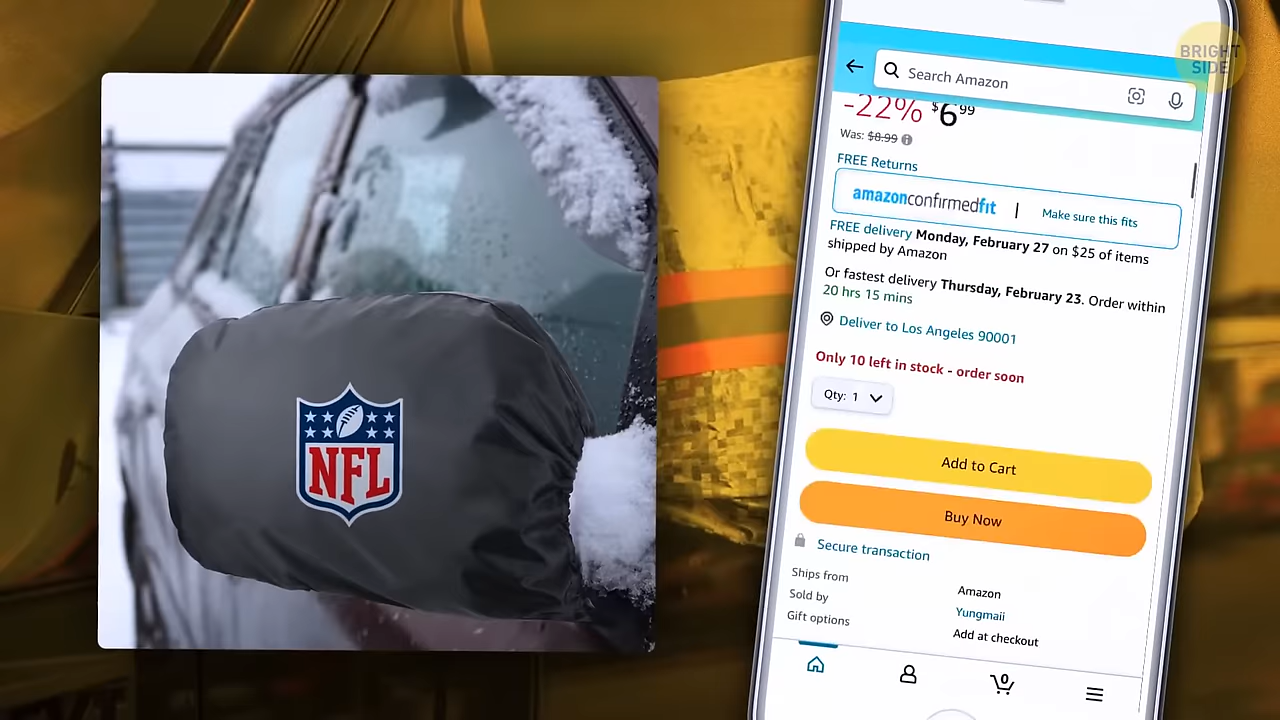 NFL
BRIGHT
SIDE
Search Amazon
-22% $6 99
Was: $8.99
FREE Returns
amazonconfirmedfit | Make sure this fits
FREE delivery Monday, February 27 on $25 of items
shipped by Amazon
Or fastest delivery Thursday, February 23. Order within
20 hrs 15 mins
Deliver to Los Angeles 90001
Only 10 left in stock - order soon
Qty: 1
Add to Cart
Buy Now
Secure transaction
Ships from Amazon
Sold by Yungmaii
Gift options Add at checkout
0